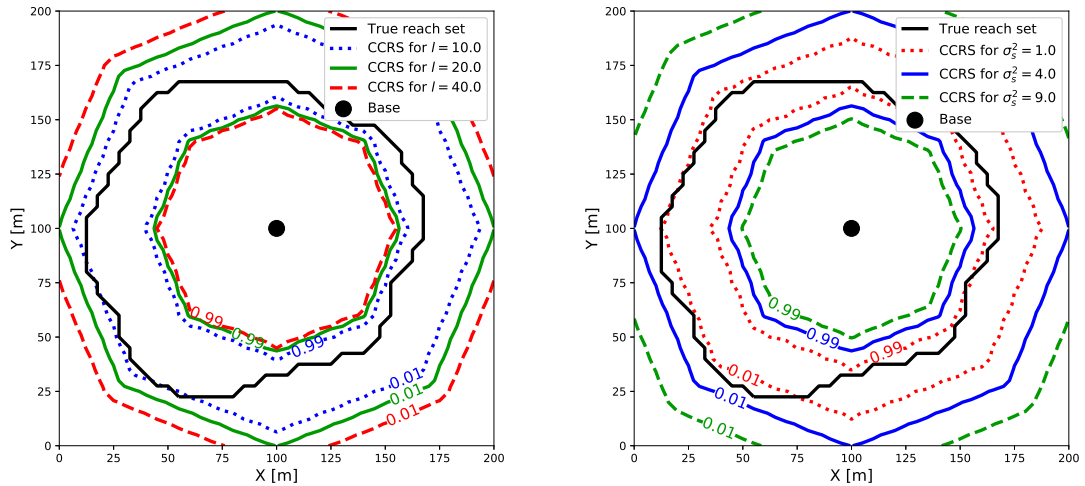 True reach set
CCRS for l = 10.0
CCRS for l = 20.0
CCRS for l = 40.0
Base
200
175
150
125
100
75
50
25
0
Y [m]
0.99
0.99
0.99
0.01
0.01
0.01
0 25 50 75 100 125 150 175 200
X [m]
True reach set
CCRS for σ_s^2 = 1.0
CCRS for σ_s^2 = 4.0
CCRS for σ_s^2 = 9.0
Base
200
175
150
125
100
75
50
25
0
Y [m]
0.99
0.99
0.99
0.01
0.01
0.01
0 25 50 75 100 125 150 175 200
X [m]